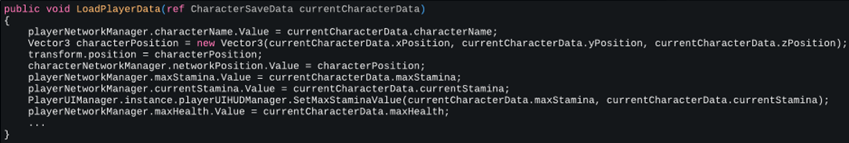 public void LoadPlayerData(ref CharacterSaveData currentCharacterData)
{
    playerNetworkManager.characterName.Value = currentCharacterData.characterName;
    Vector3 characterPosition = new Vector3(currentCharacterData.xPosition, currentCharacterData.yPosition, currentCharacterData.zPosition);
    transform.position = characterPosition;
    characterNetworkManager.networkPosition.Value = characterPosition;
    playerNetworkManager.maxStamina.Value = currentCharacterData.maxStamina;
    playerNetworkManager.currentStamina.Value = currentCharacterData.currentStamina;
    PlayerUIManager.instance.playerUIHUDManager.SetMaxStaminaValue(currentCharacterData.maxStamina, currentCharacterData.currentStamina);
    playerNetworkManager.maxHealth.Value = currentCharacterData.maxHealth;
    ...
}